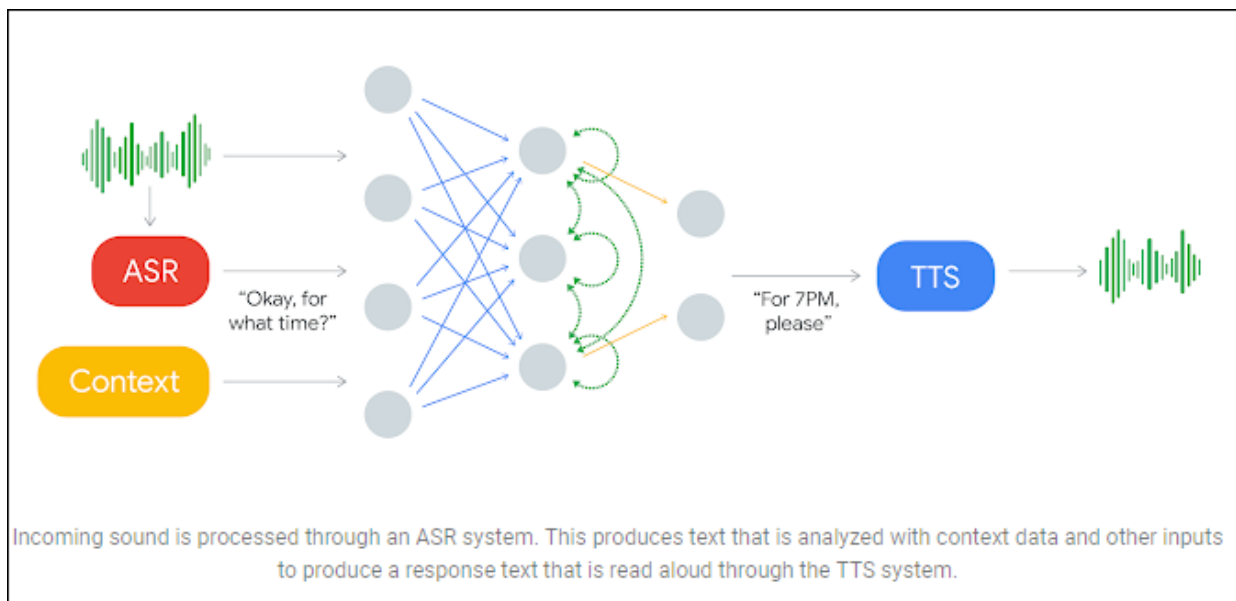 ASR
"Okay, for
what time?"
Context
"For 7PM,
please"
TTS
Incoming sound is processed through an ASR system. This produces text that is analyzed with context data and other inputs
to produce a response text that is read aloud through the TTS system.